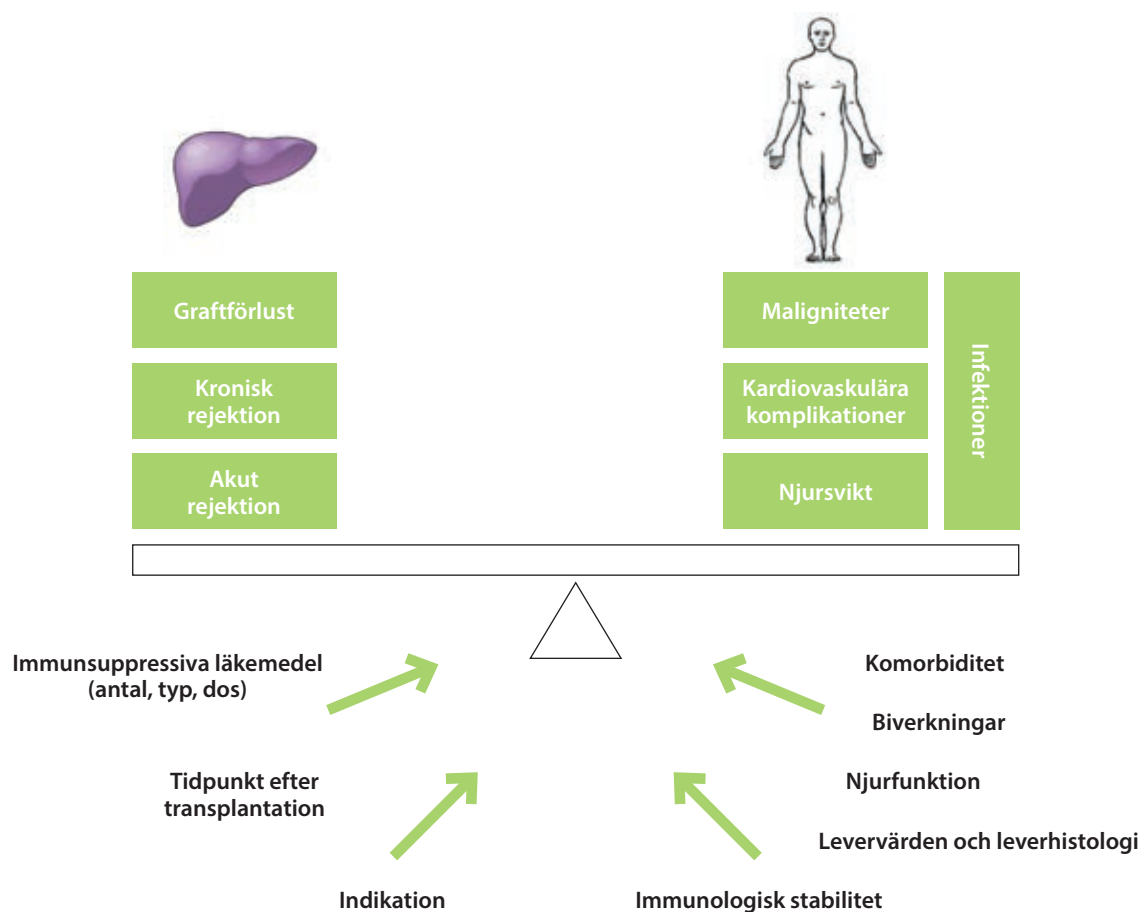 Graftförlust
Kronisk
rejektion
Akut
rejektion
Maligniteter
Kardiovaskulära
komplikationer
Njursvikt
Infektioner
Immunsuppressiva läkemedel
(antal, typ, dos)
Tidpunkt efter
transplantation
Indikation
Komorbiditet
Biverkningar
Njurfunktion
Levervärden och leverhistologi
Immunologisk stabilitet